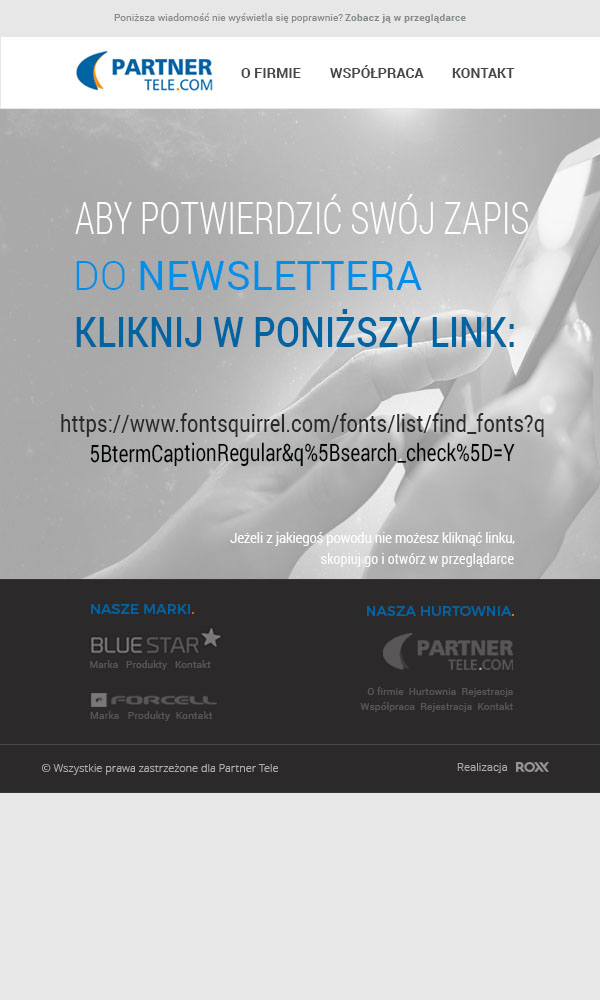 Poniższa wiadomość nie wyświetla się poprawnie? Zobacz ją w przeglądarce
PARTNER
TELE.COM
O FIRMIE WSPÓŁPRACA KONTAKT
ABY POTWIERDZIĆ SWÓJ ZAPIS
DO NEWSLETTERA
KLIKNIJ W PONIŻSZY LINK:
https://www.fontsquirrel.com/fonts/list/find_fonts?q
5BtermCaptionRegular&q%5Bsearch_check%5D=Y
Jeżeli z jakiegoś powodu nie możesz kliknąć linku,
skopiuj go i otwórz w przeglądarce
NASZE MARKI.
BLUE STAR
Marka Produkty Kontakt
FORCELL
Marka Produkty Kontakt
NASZA HURTOWNIA.
PARTNER
TELE.COM
O firmie Hurtownia Rejestracja
Współpraca Rejestracja Kontakt
© Wszystkie prawa zastrzeżone dla Partner Tele
Realizacja ROXX